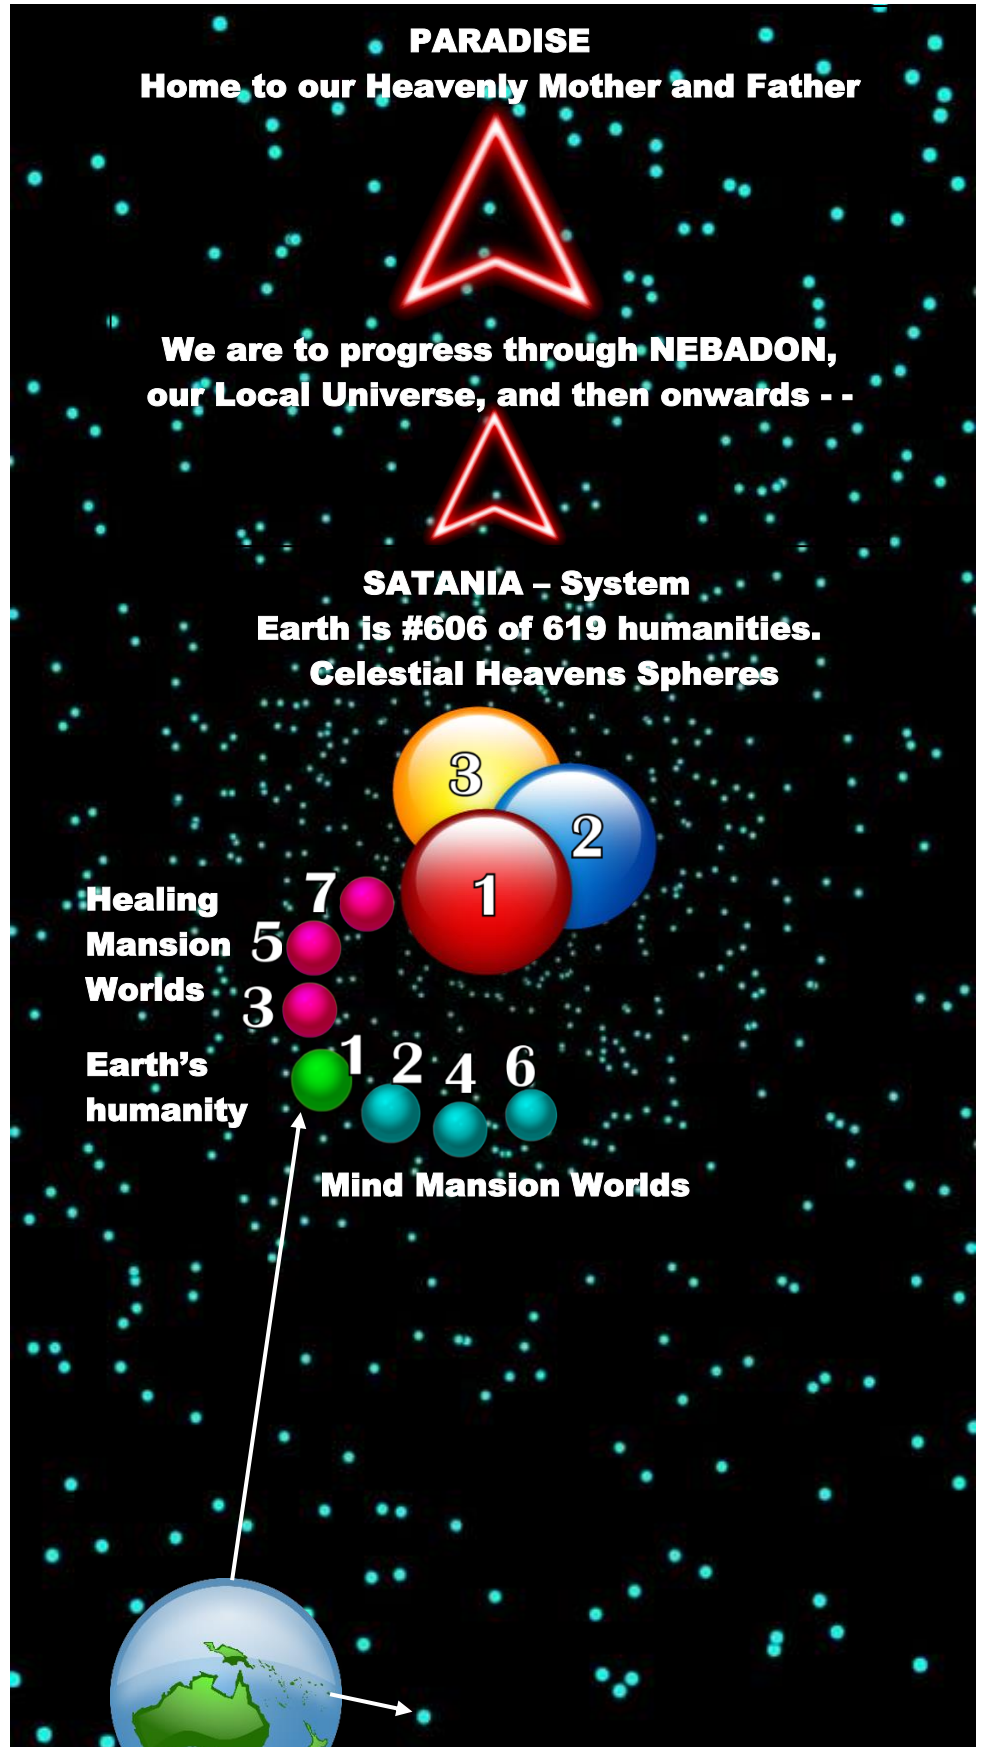 PARADISE
Home to our Heavenly Mother and Father
We are to progress through NEBADON,
our Local Universe, and then onwards - -
SATANIA – System
Earth is #606 of 619 humanities.
Celestial Heavens Spheres
3
2
1
Healing
Mansion
Worlds
7
5
3
Earth's
humanity
1
2
4
6
Mind Mansion Worlds